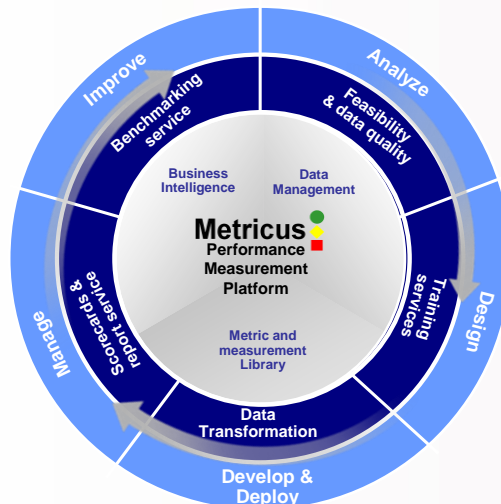 Improve
Analyze
Benchmarking
service
Feasibility
& data quality
Business
Intelligence
Data
Management
Metricus
Performance
Measurement
Platform
Metric and
measurement
Library
Training
services
Design
Scorecards &
report service
Manage
Data
Transformation
Develop &
Deploy